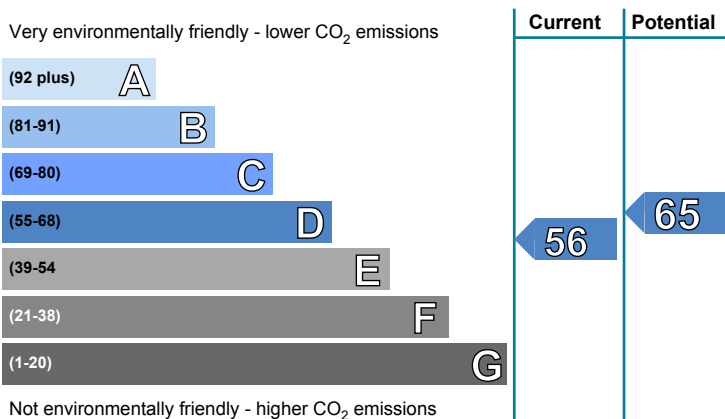 Very environmentally friendly - lower CO2 emissions
Current
Potential
(92 plus) A
(81-91) B
(69-80) C
(55-68) D
(39-54 E
(21-38) F
(1-20) G
56
65
Not environmentally friendly - higher CO2 emissions